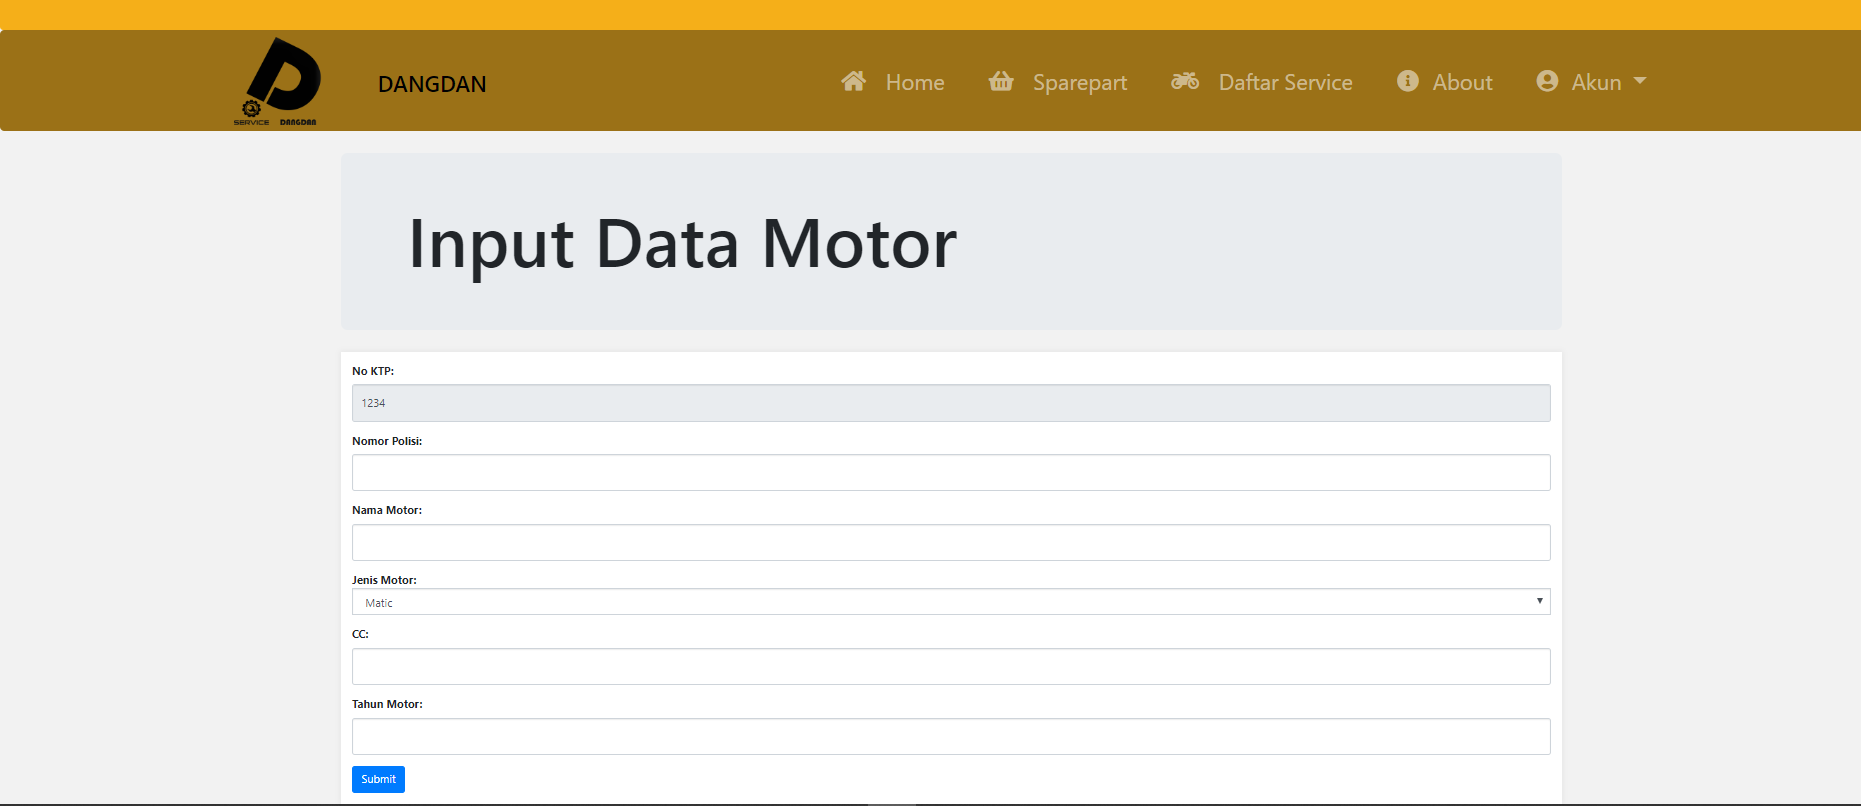 SERVICE DANGDAN
DANGDAN
Home
Sparepart
Daftar Service
About
Akun
Input Data Motor
No KTP:
1234
Nomor Polisi:
Nama Motor:
Jenis Motor:
Matic
CC:
Tahun Motor:
Submit